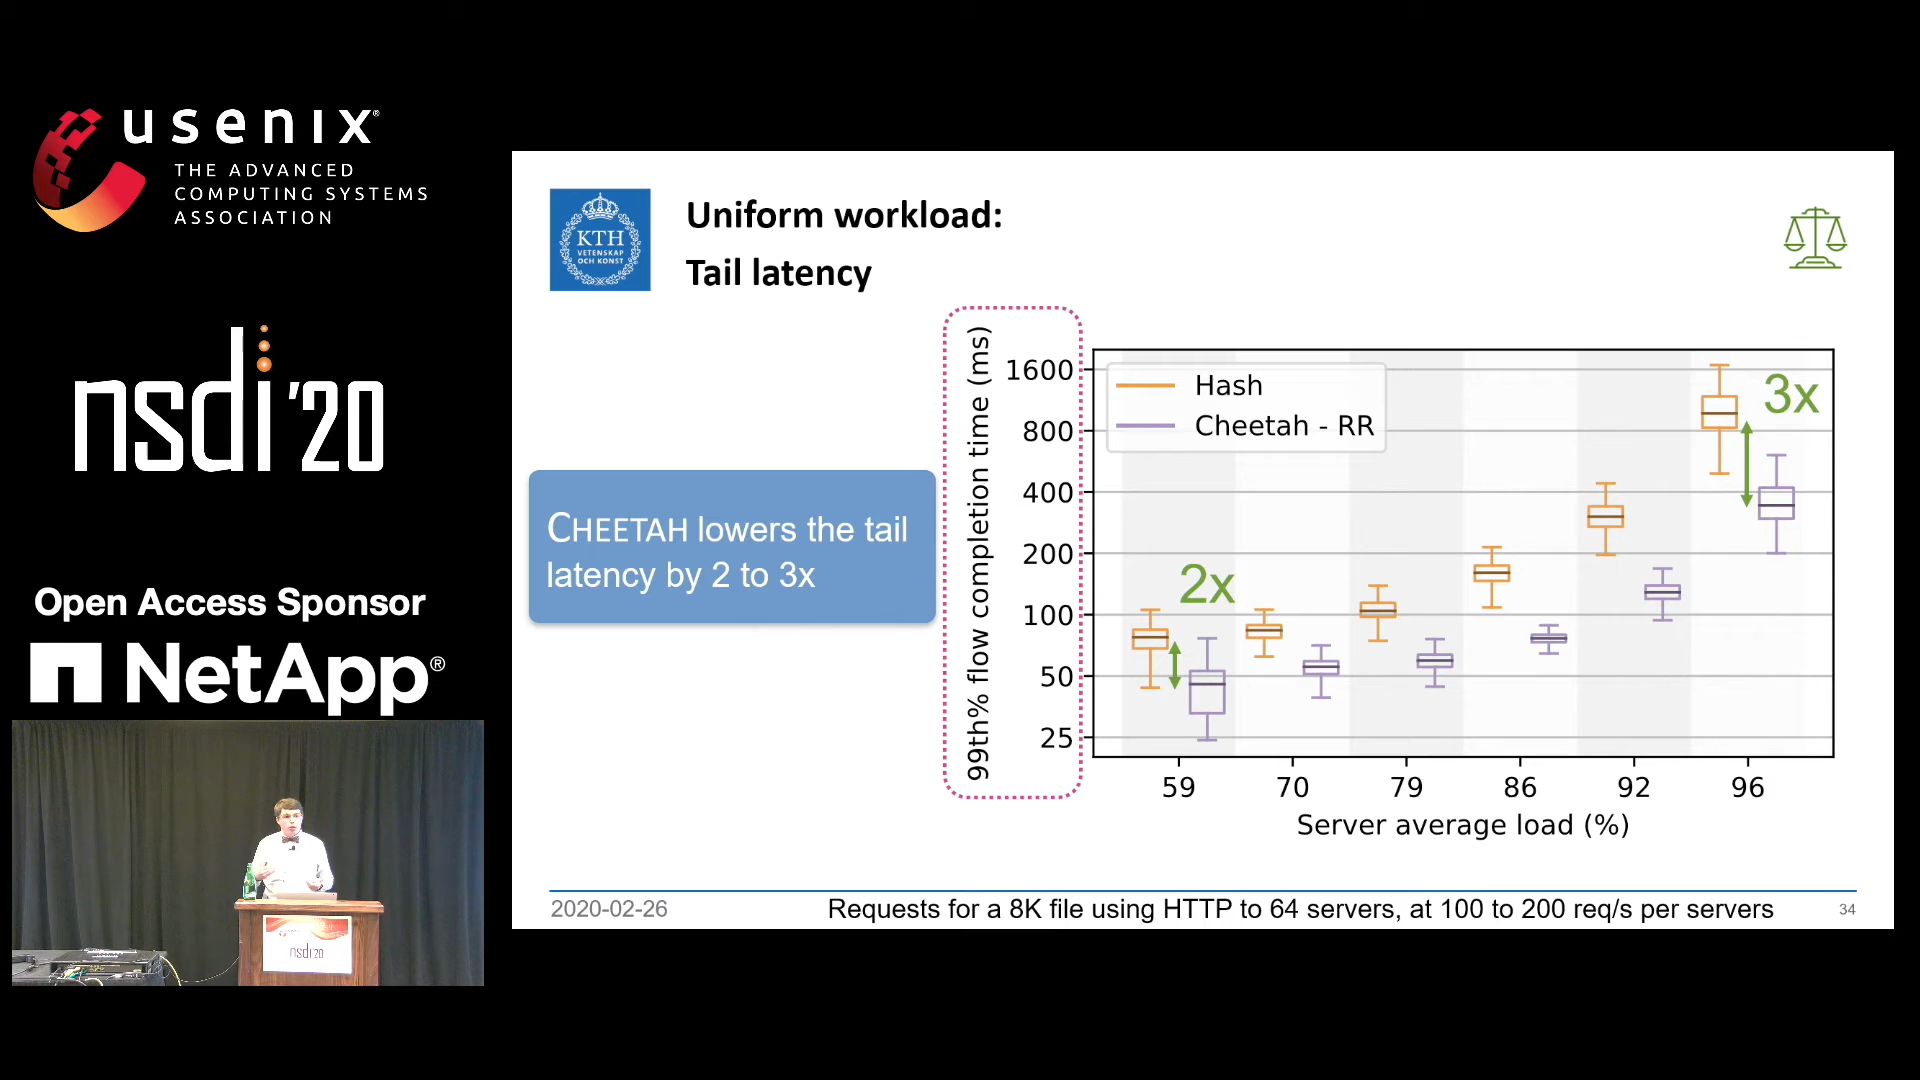 usenix®
THE ADVANCED
COMPUTING SYSTEMS
ASSOCIATION
nsdi '20
Open Access Sponsor
NetApp®
nsdi '20
KTH
VETENSKAP
OCH KONST
Uniform workload:
Tail latency
CHEETAH lowers the tail
latency by 2 to 3x
99th% flow completion time (ms)
1600
800
400
200
100
50
25
Hash
Cheetah - RR
2x
3x
59 70 79 86 92 96
Server average load (%)
2020-02-26
Requests for a 8K file using HTTP to 64 servers, at 100 to 200 req/s per servers
34